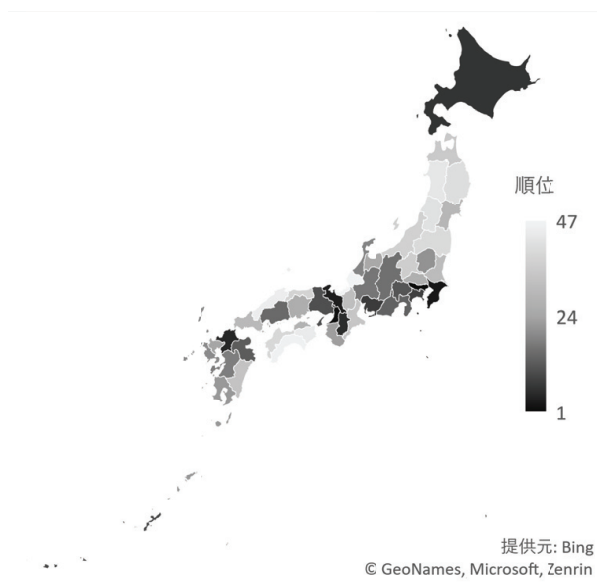 順位
47
24
1
提供元: Bing
© GeoNames, Microsoft, Zenrin